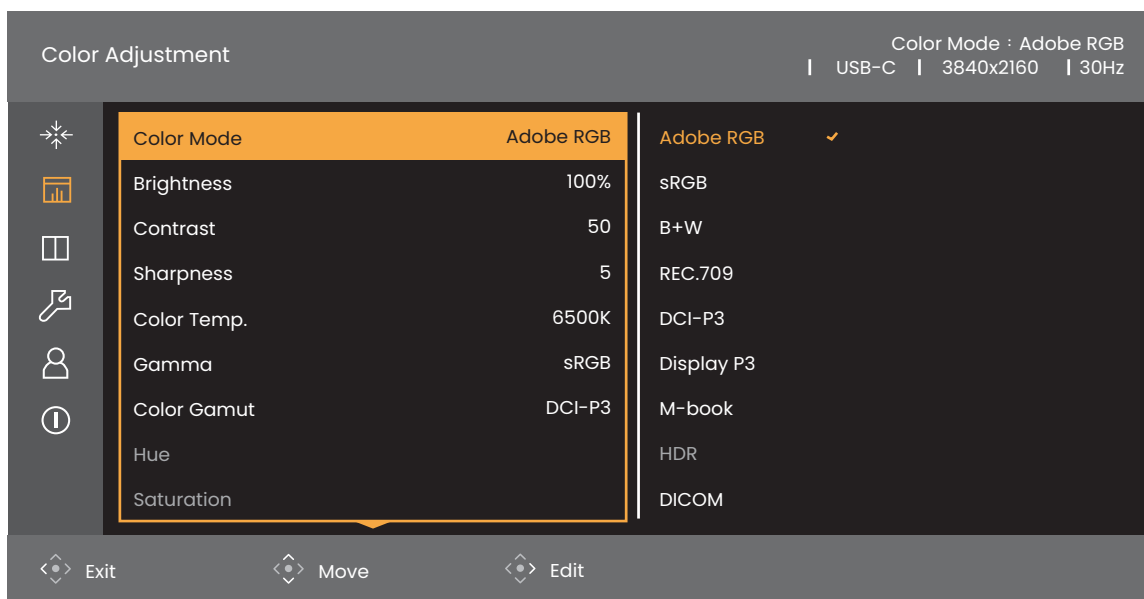 Color Adjustment
Color Mode : Adobe RGB
| USB-C | 3840x2160 | 30Hz
Color Mode Adobe RGB
Brightness 100%
Contrast 50
Sharpness 5
Color Temp. 6500K
Gamma sRGB
Color Gamut DCI-P3
Hue
Saturation
Adobe RGB
sRGB
B+W
REC.709
DCI-P3
Display P3
M-book
HDR
DICOM
Exit Move Edit